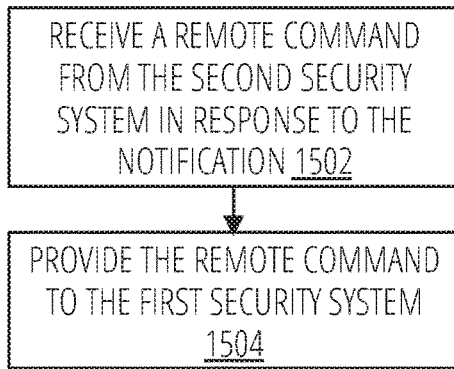 RECEIVE A REMOTE COMMAND
FROM THE SECOND SECURITY
SYSTEM IN RESPONSE TO THE
NOTIFICATION 1502
PROVIDE THE REMOTE COMMAND
TO THE FIRST SECURITY SYSTEM
1504